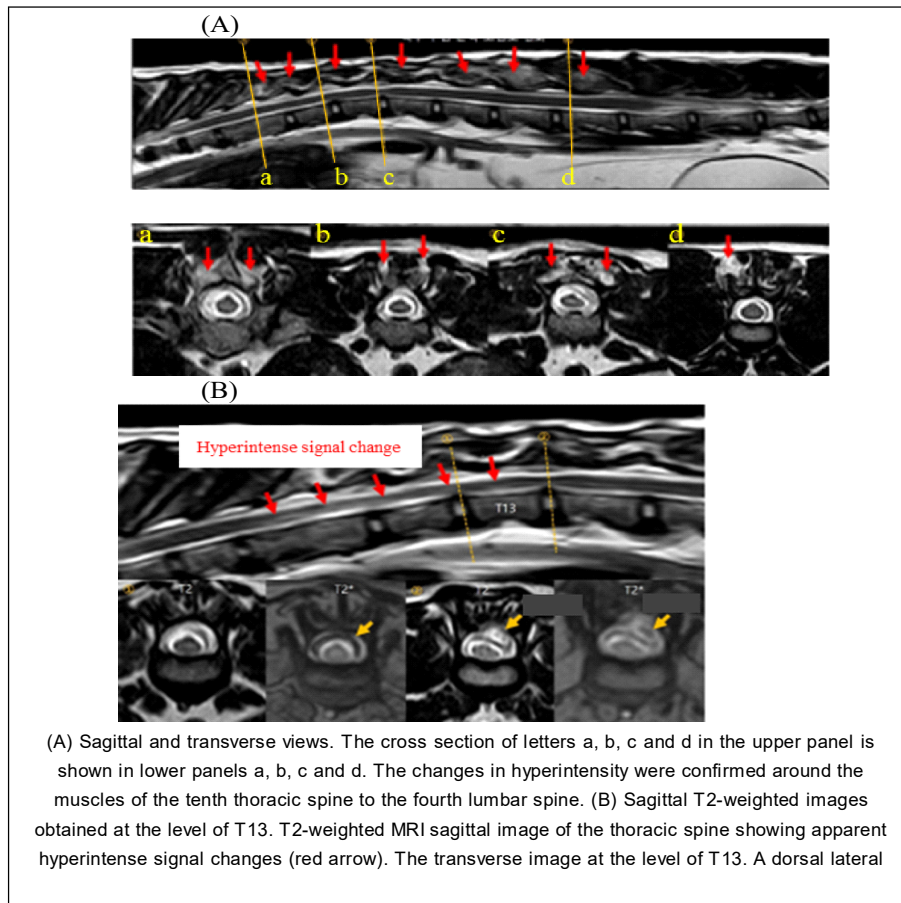 (A)
a
b
c
d
a
b
c
d
(B)
Hyperintense signal change
T13
T2
T2*
T2
T2*
(A) Sagittal and transverse views. The cross section of letters a, b, c and d in the upper panel is
shown in lower panels a, b, c and d. The changes in hyperintensity were confirmed around the
muscles of the tenth thoracic spine to the fourth lumbar spine. (B) Sagittal T2-weighted images
obtained at the level of T13. T2-weighted MRI sagittal image of the thoracic spine showing apparent
hyperintense signal changes (red arrow). The transverse image at the level of T13. A dorsal lateral